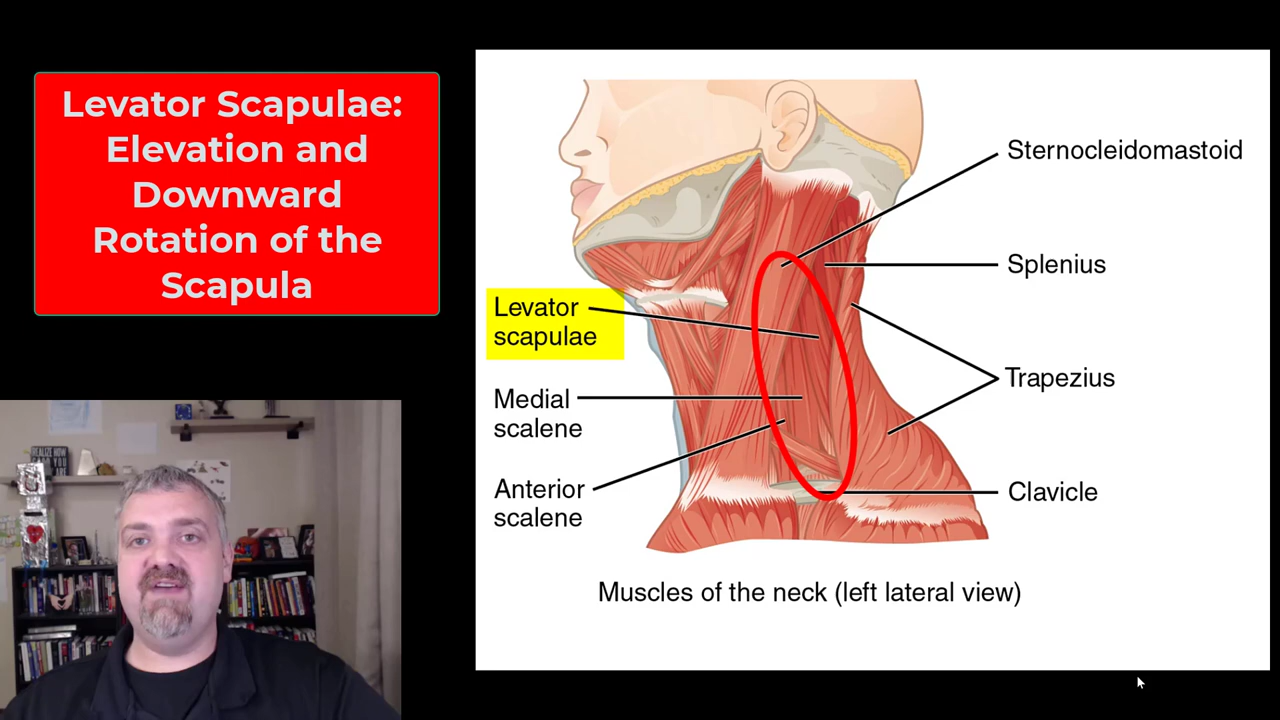 Levator Scapulae:
Elevation and
Downward
Rotation of the
Scapula
Sternocleidomastoid
Splenius
Levator
scapulae
Trapezius
Medial
scalene
Anterior
scalene
Clavicle
Muscles of the neck (left lateral view)